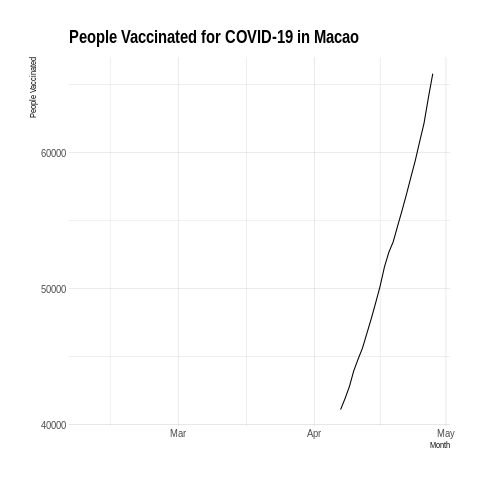 People Vaccinated for COVID-19 in Macao
People Vaccinated
60000
50000
40000
Mar Apr May
Month